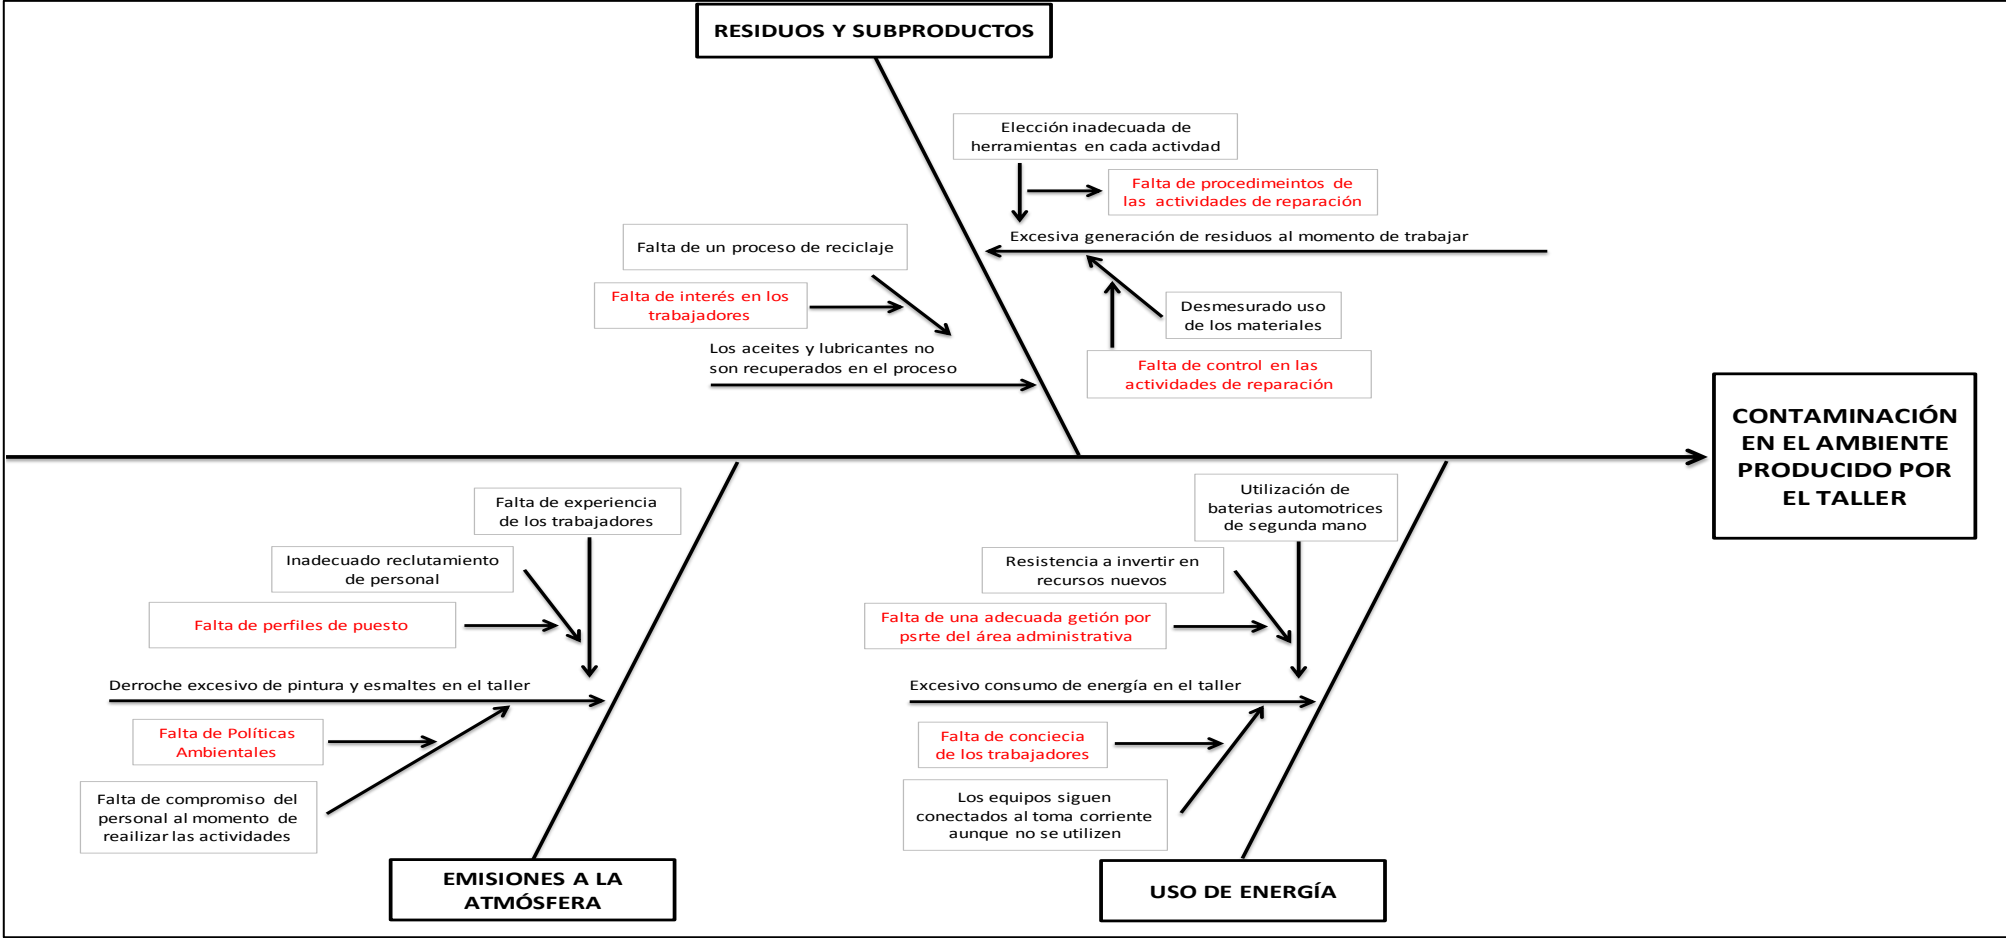 RESIDUOS Y SUBPRODUCTOS
Elección inadecuada de
herramientas en cada activdad
Falta de procedimeintos de
las actividades de reparación
Excesiva generación de residuos al momento de trabajar
Falta de un proceso de reciclaje
Falta de interés en los
trabajadores
Desmesurado uso
de los materiales
Los aceites y lubricantes no
son recuperados en el proceso
Falta de control en las
actividades de reparación
CONTAMINACIÓN
EN EL AMBIENTE
PRODUCIDO POR
EL TALLER
Falta de experiencia
de los trabajadores
Inadecuado reclutamiento
de personal
Falta de perfiles de puesto
Derroche excesivo de pintura y esmaltes en el taller
Falta de Políticas
Ambientales
Falta de compromiso del
personal al momento de
reailizar las actividades
EMISIONES A LA
ATMÓSFERA
Utilización de
baterias automotrices
de segunda mano
Resistencia a invertir en
recursos nuevos
Falta de una adecuada getión por
psrte del área administrativa
Excesivo consumo de energía en el taller
Falta de conciecia
de los trabajadores
Los equipos siguen
conectados al toma corriente
aunque no se utilizen
USO DE ENERGÍA